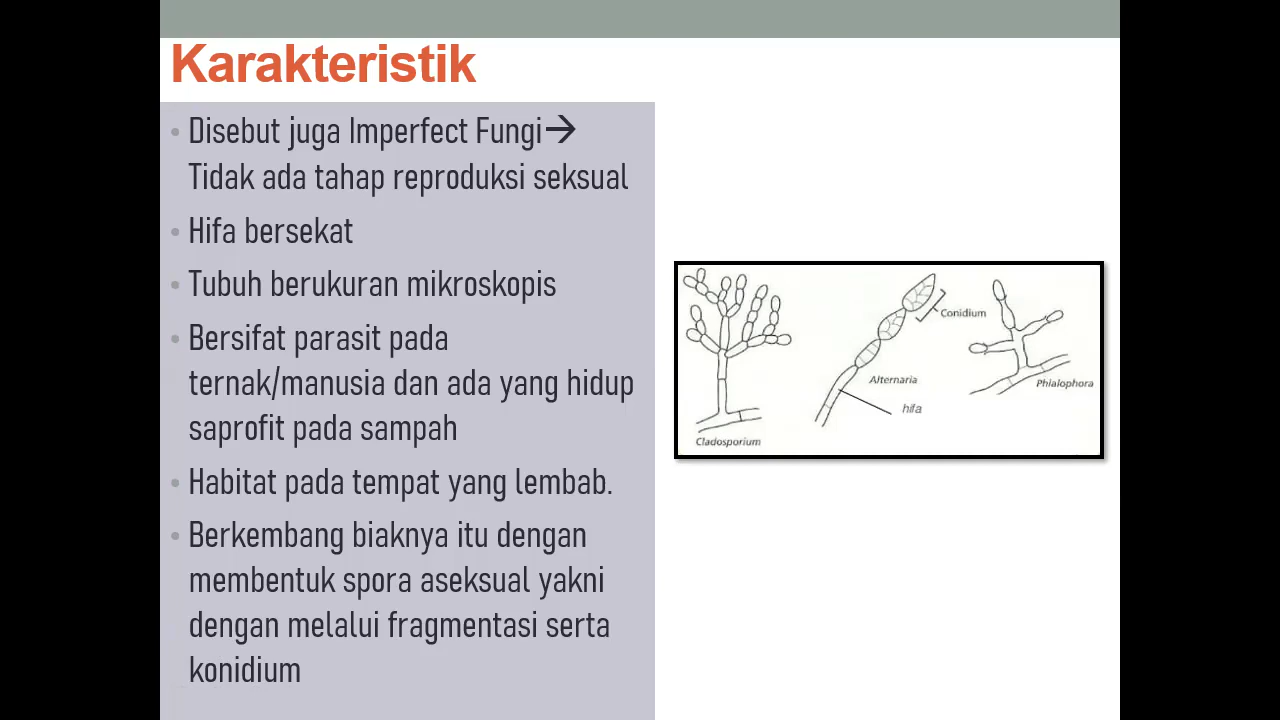 Karakteristik
• Disebut juga Imperfect Fungi→
Tidak ada tahap reproduksi seksual
• Hifa bersekat
• Tubuh berukuran mikroskopis
• Bersifat parasit pada
ternak/manusia dan ada yang hidup
saprofit pada sampah
• Habitat pada tempat yang lembab.
• Berkembang biaknya itu dengan
membentuk spora aseksual yakni
dengan melalui fragmentasi serta
konidium
Conidium
Alternaria
Phialophora
hifa
Cladosporium